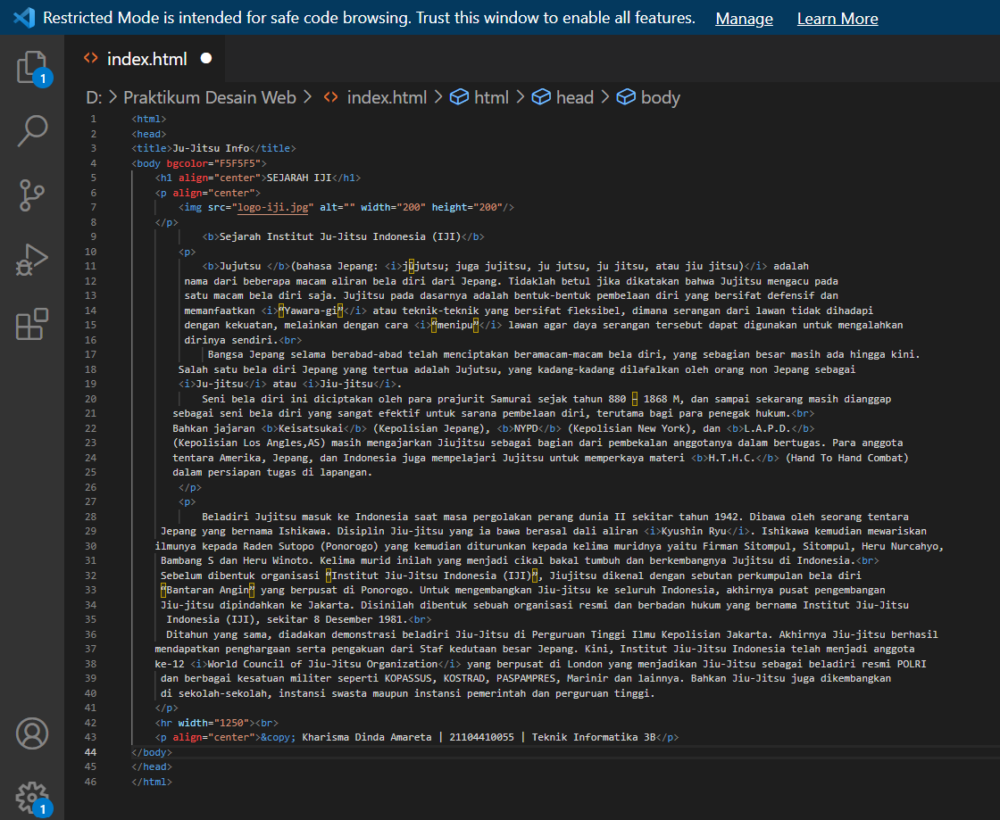 Restricted Mode is intended for safe code browsing. Trust this window to enable all features. Manage Learn More
index.html
D: > Praktikum Desain Web > index.html > html > head > body
1 <html>
2 <head>
3 <title>Ju-Jitsu Info</title>
4 <body bgcolor="F5F5F5">
5 <h1 align="center">SEJARAH IJI</h1>
6 <p align="center">
7 <img src="logo-iji.jpg" alt="" width="200" height="200"/>
8 </p>
9 <b>Sejarah Institut Ju-Jitsu Indonesia (IJI)</b>
10 <p>
11 <b>Jujutsu </b>(bahasa Jepang: <i>jūjutsu; juga jujitsu, ju jutsu, ju jitsu, atau jiu jitsu)</i> adalah
12 nama dari beberapa macam aliran bela diri dari Jepang. Tidaklah betul jika dikatakan bahwa Jujitsu mengacu pada
13 satu macam bela diri saja. Jujitsu pada dasarnya adalah bentuk-bentuk pembelaan diri yang bersifat defensif dan
14 memanfaatkan <i>“Yawara-gi”</i> atau teknik-teknik yang bersifat fleksibel, dimana serangan dari lawan tidak dihadapi
15 dengan kekuatan, melainkan dengan cara <i>“menipu”</i> lawan agar daya serangan tersebut dapat digunakan untuk mengalahkan
16 dirinya sendiri.<br>
17 Bangsa Jepang selama berabad-abad telah menciptakan beramacam-macam bela diri, yang sebagian besar masih ada hingga kini.
18 Salah satu bela diri Jepang yang tertua adalah Jujutsu, yang kadang-kadang dilafalkan oleh orang non Jepang sebagai
19 <i>Ju-jitsu</i> atau <i>Jiu-jitsu</i>.
20 Seni bela diri ini diciptakan oleh para prajurit Samurai sejak tahun 880 – 1868 M, dan sampai sekarang masih dianggap
21 sebagai seni bela diri yang sangat efektif untuk sarana pembelaan diri, terutama bagi para penegak hukum.<br>
22 Bahkan jajaran <b>Keisatsukai</b> (Kepolisian Jepang), <b>NYPD</b> (Kepolisian New York), dan <b>L.A.P.D.</b>
23 (Kepolisian Los Angles,AS) masih mengajarkan Jiujitsu sebagai bagian dari pembekalan anggotanya dalam bertugas. Para anggota
24 tentara Amerika, Jepang, dan Indonesia juga mempelajari Jujitsu untuk memperkaya materi <b>H.T.H.C.</b> (Hand To Hand Combat)
25 dalam persiapan tugas di lapangan.
26 </p>
27 <p>
28 Beladiri Jujitsu masuk ke Indonesia saat masa pergolakan perang dunia II sekitar tahun 1942. Dibawa oleh seorang tentara
29 Jepang yang bernama Ishikawa. Disiplin Jiu-jitsu yang ia bawa berasal dali aliran <i>Kyushin Ryu</i>. Ishikawa kemudian mewariskan
30 ilmunya kepada Raden Sutopo (Ponorogo) yang kemudian diturunkan kepada kelima muridnya yaitu Firman Sitompul, Sitompul, Heru Nurcahyo,
31 Bambang S dan Heru Winoto. Kelima murid inilah yang menjadi cikal bakal tumbuh dan berkembangnya Jujitsu di Indonesia.<br>
32 Sebelum dibentuk organisasi “Institut Jiu-Jitsu Indonesia (IJI)”, Jiujitsu dikenal dengan sebutan perkumpulan bela diri
33 “Bantaran Angin” yang berpusat di Ponorogo. Untuk mengembangkan Jiu-jitsu ke seluruh Indonesia, akhirnya pusat pengembangan
34 Jiu-jitsu dipindahkan ke Jakarta. Disinilah dibentuk sebuah organisasi resmi dan berbadan hukum yang bernama Institut Jiu-Jitsu
35 Indonesia (IJI), sekitar 8 Desember 1981.<br>
36 Ditahun yang sama, diadakan demonstrasi beladiri Jiu-Jitsu di Perguruan Tinggi Ilmu Kepolisian Jakarta. Akhirnya Jiu-jitsu berhasil
37 mendapatkan penghargaan serta pengakuan dari Staf kedutaan besar Jepang. Kini, Institut Jiu-Jitsu Indonesia telah menjadi anggota
38 ke-12 <i>World Council of Jiu-Jitsu Organization</i> yang berpusat di London yang menjadikan Jiu-Jitsu sebagai beladiri resmi POLRI
39 dan berbagai kesatuan militer seperti KOPASSUS, KOSTRAD, PASPAMPRES, Marinir dan lainnya. Bahkan Jiu-Jitsu juga dikembangkan
40 di sekolah-sekolah, instansi swasta maupun instansi pemerintah dan perguruan tinggi.
41 </p>
42 <hr width="1250"><br>
43 <p align="center">&copy; Kharisma Dinda Amareta | 21104410055 | Teknik Informatika 3B</p>
44 </body>
45 </head>
46 </html>
1
1